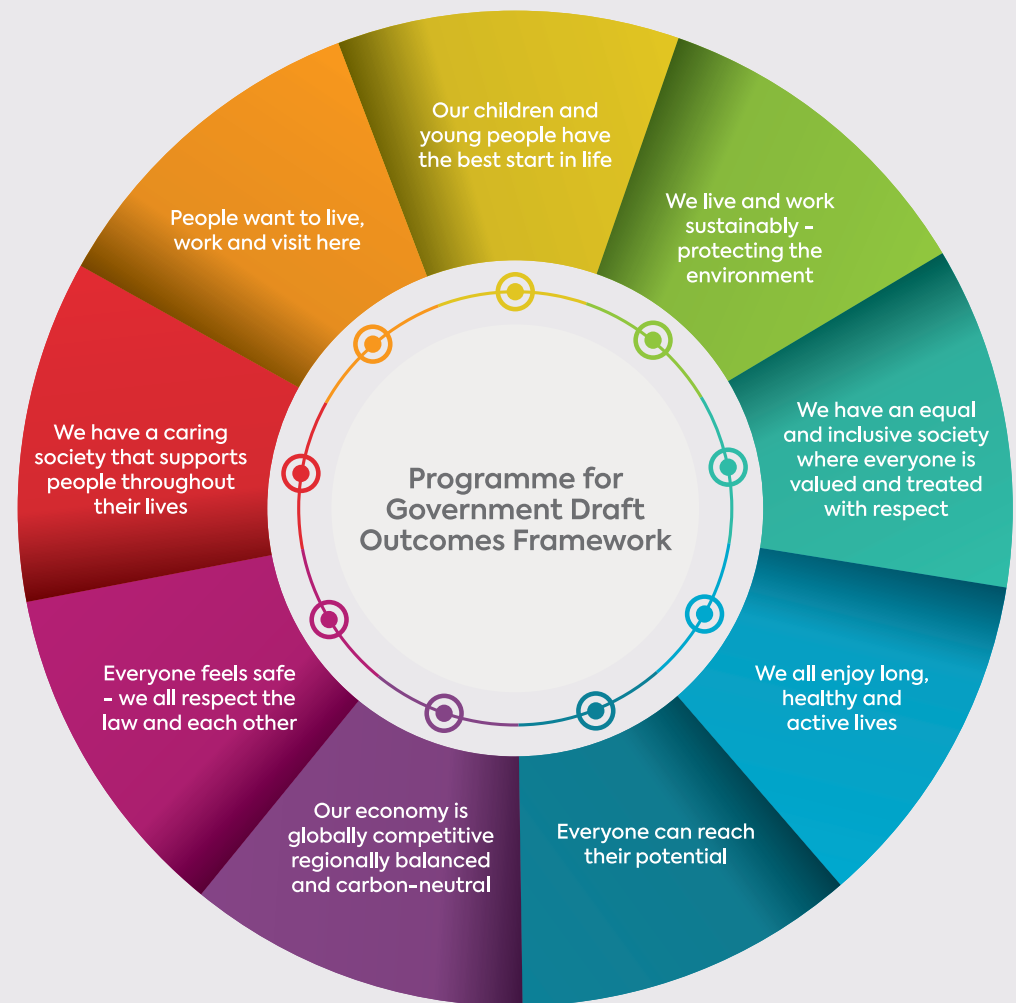 Our children and
young people have
the best start in life
We live and work
sustainably -
protecting the
environment
We have an equal
and inclusive society
where everyone is
valued and treated
with respect
We all enjoy long,
healthy and
active lives
Everyone can reach
their potential
Our economy is
globally competitive
regionally balanced
and carbon-neutral
Everyone feels safe
- we all respect the
law and each other
We have a caring
society that supports
people throughout
their lives
People want to live,
work and visit here
Programme for
Government Draft
Outcomes Framework